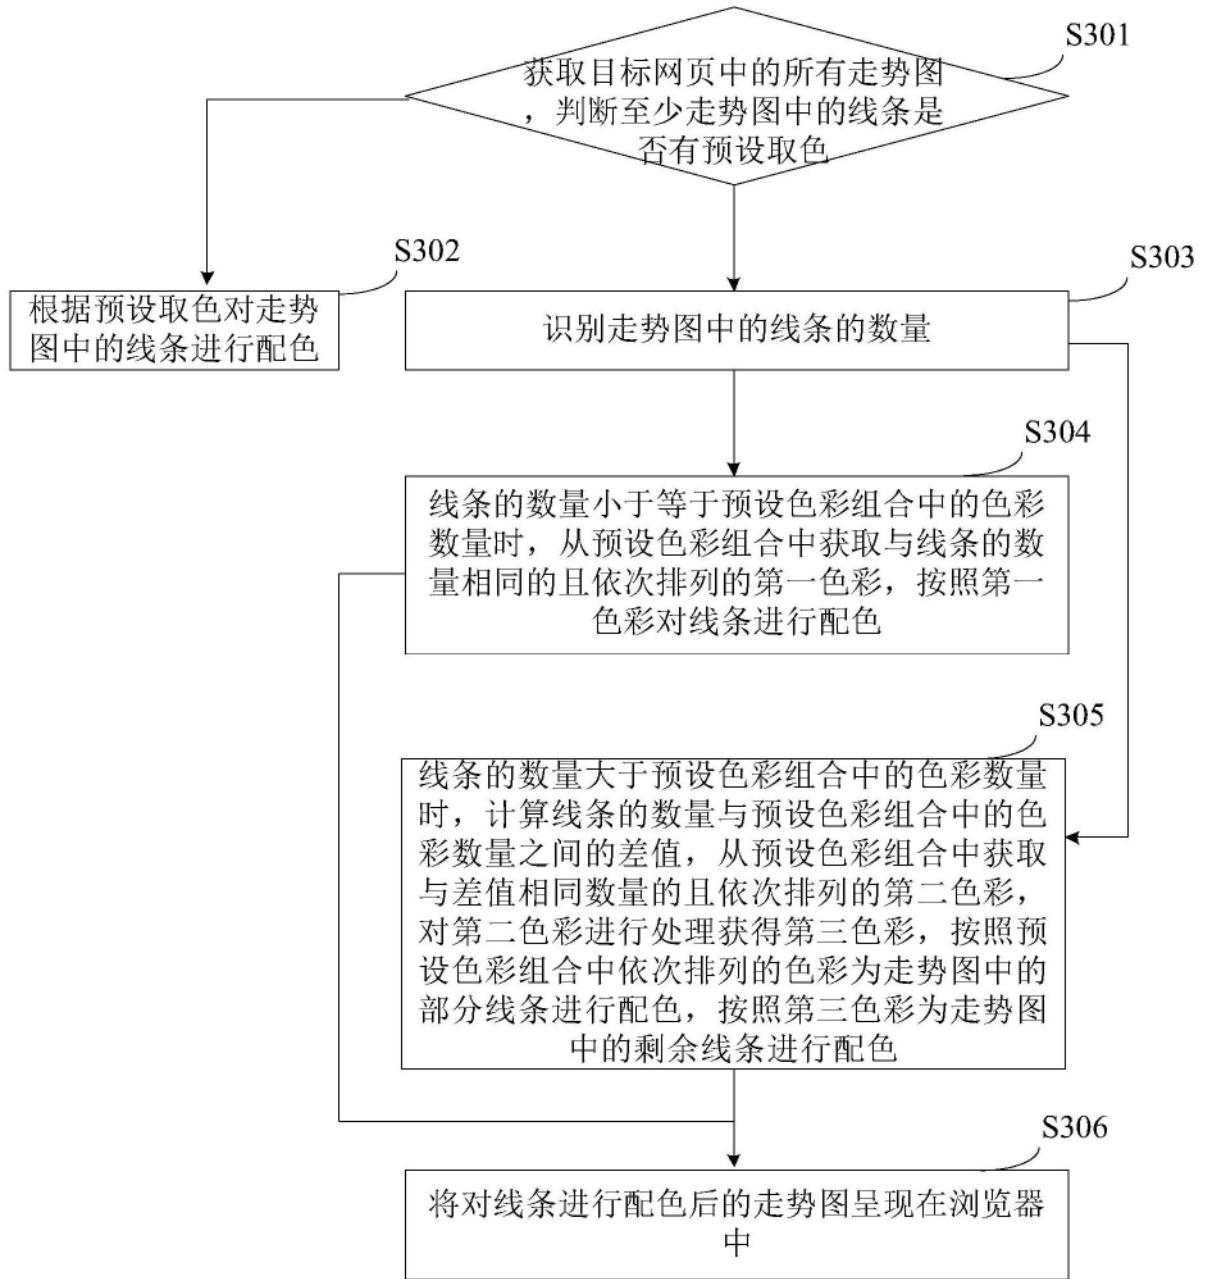 S301
获取目标网页中的所有走势图
，判断至少走势图中的线条是
否有预设取色
S302
根据预设取色对走势
图中的线条进行配色
S303
识别走势图中的线条的数量
S304
线条的数量小于等于预设色彩组合中的色彩
数量时，从预设色彩组合中获取与线条的数
量相同的且依次排列的第一色彩，按照第一
色彩对线条进行配色
S305
线条的数量大于预设色彩组合中的色彩数量
时，计算线条的数量与预设色彩组合中的色
彩数量之间的差值，从预设色彩组合中获取
与差值相同数量的且依次排列的第二色彩，
对第二色彩进行处理获得第三色彩，按照预
设色彩组合中依次排列的色彩为走势图中的
部分线条进行配色，按照第三色彩为走势图
中的剩余线条进行配色
S306
将对线条进行配色后的走势图呈现在浏览器
中